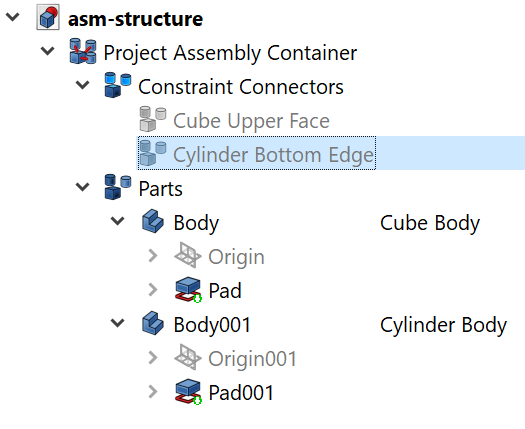 asm-structure
Project Assembly Container
Constraint Connectors
Cube Upper Face
Cylinder Bottom Edge
Parts
Body Cube Body
Origin
Pad
Body001 Cylinder Body
Origin001
Pad001